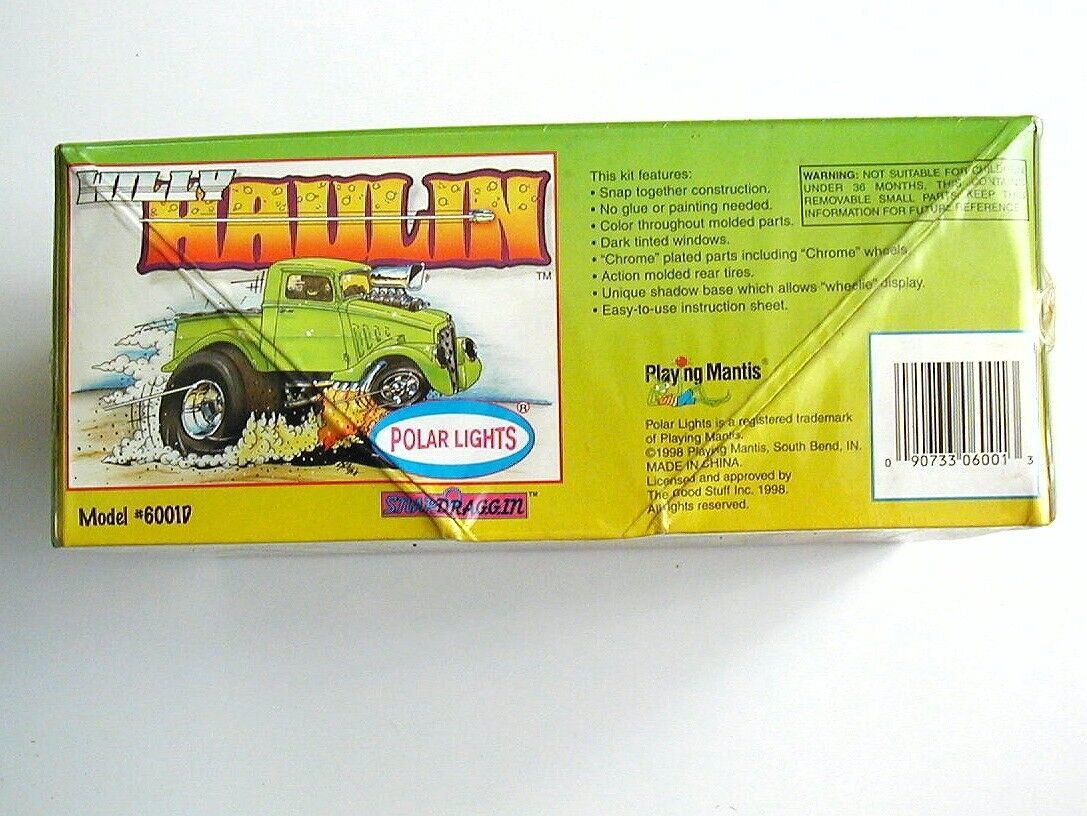 WILLY
HAULIN
TM
POLAR LIGHTS®
Model #6001D
SNAPDRAGGIN™
This kit features:
• Snap together construction.
• No glue or painting needed.
• Color throughout molded parts.
• Dark tinted windows.
• "Chrome" plated parts including "Chrome" wheels.
• Action molded rear tires.
• Unique shadow base which allows "wheelie" display.
• Easy-to-use instruction sheet.
WARNING: NOT SUITABLE FOR CHILDREN
UNDER 36 MONTHS. THIS CONTAINS
REMOVABLE SMALL PARTS. KEEP
INFORMATION FOR FUTURE REFERENCE.
Playing Mantis®
Polar Lights is a registered trademark
of Playing Mantis.
©1998 Playing Mantis, South Bend, IN.
MADE IN CHINA.
Licensed and approved by
The Good Stuff Inc. 1998.
All rights reserved.
0 90733 06001 3